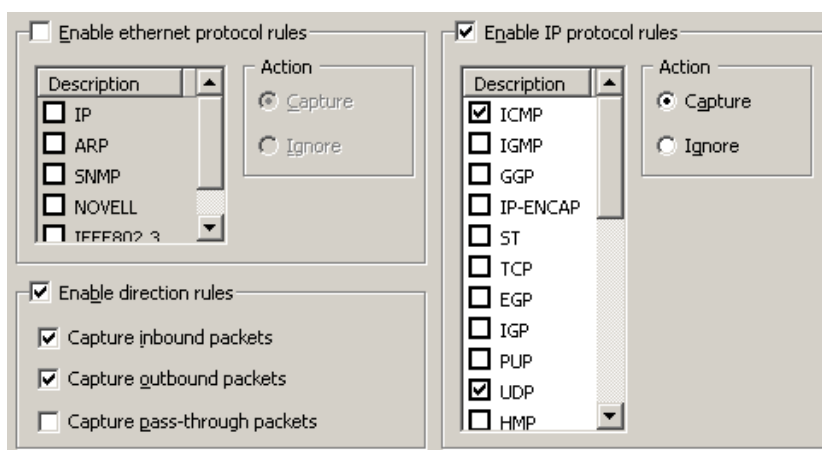 Enable ethernet protocol rules
Description
IP
ARP
SNMP
NOVELL
IEEE802.3
Action
Capture
Ignore
Enable direction rules
Capture inbound packets
Capture outbound packets
Capture pass-through packets
Enable IP protocol rules
Description
ICMP
IGMP
GGP
IP-ENCAP
ST
TCP
EGP
IGP
PUP
UDP
HMP
Action
Capture
Ignore